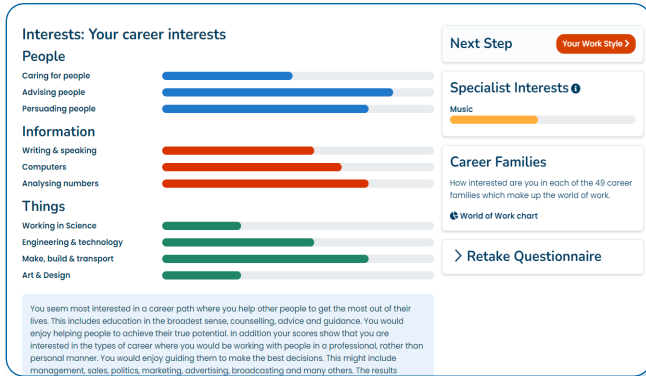 Interests: Your career interests
People
Caring for people
Advising people
Persuading people
Information
Writing & speaking
Computers
Analysing numbers
Things
Working in Science
Engineering & technology
Make, build & transport
Art & Design
You seem most interested in a career path where you help other people to get the most out of their
lives. This includes education in the broadest sense, counselling, advice and guidance. You would
enjoy helping people to achieve their true potential. In addition your scores show that you are
interested in the types of career where you would be working with people in a professional, rather than
personal manner. You would enjoy guiding them to make the best decisions. This might include
management, sales, politics, marketing, advertising, broadcasting and many others. The results
Next Step
Your Work Style
Specialist Interests
Music
Career Families
How interested are you in each of the 49 career
families which make up the world of work.
World of Work chart
Retake Questionnaire